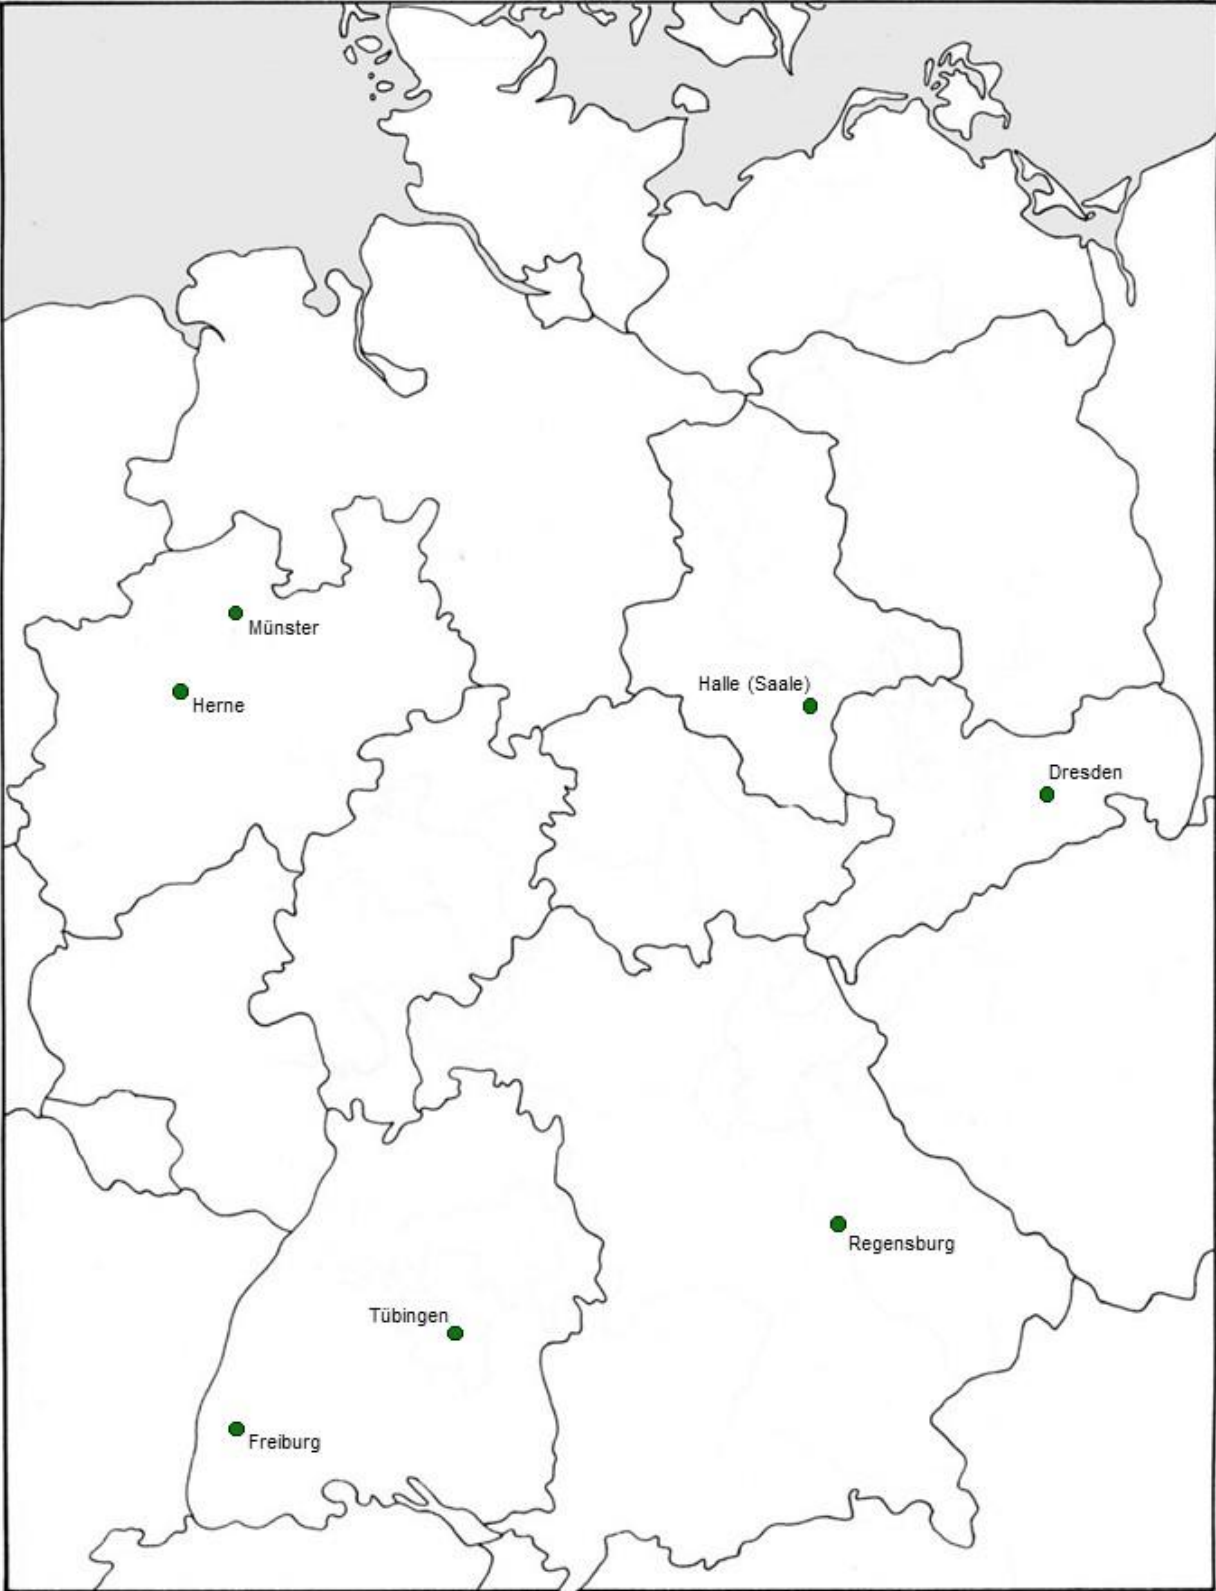 Münster
Herne
Halle (Saale)
Dresden
Regensburg
Tübingen
Freiburg